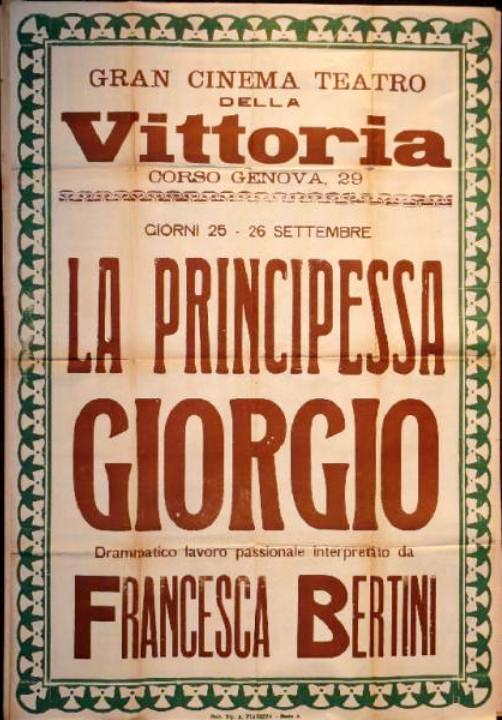 GRAN CINEMA TEATRO
DELLA
Vittoria
CORSO GENOVA, 29
GIORNI 25 - 26 SETTEMBRE
LA PRINCIPESSA
GIORGIO
Drammatico lavoro passionale interpretato da
FRANCESCA BERTINI